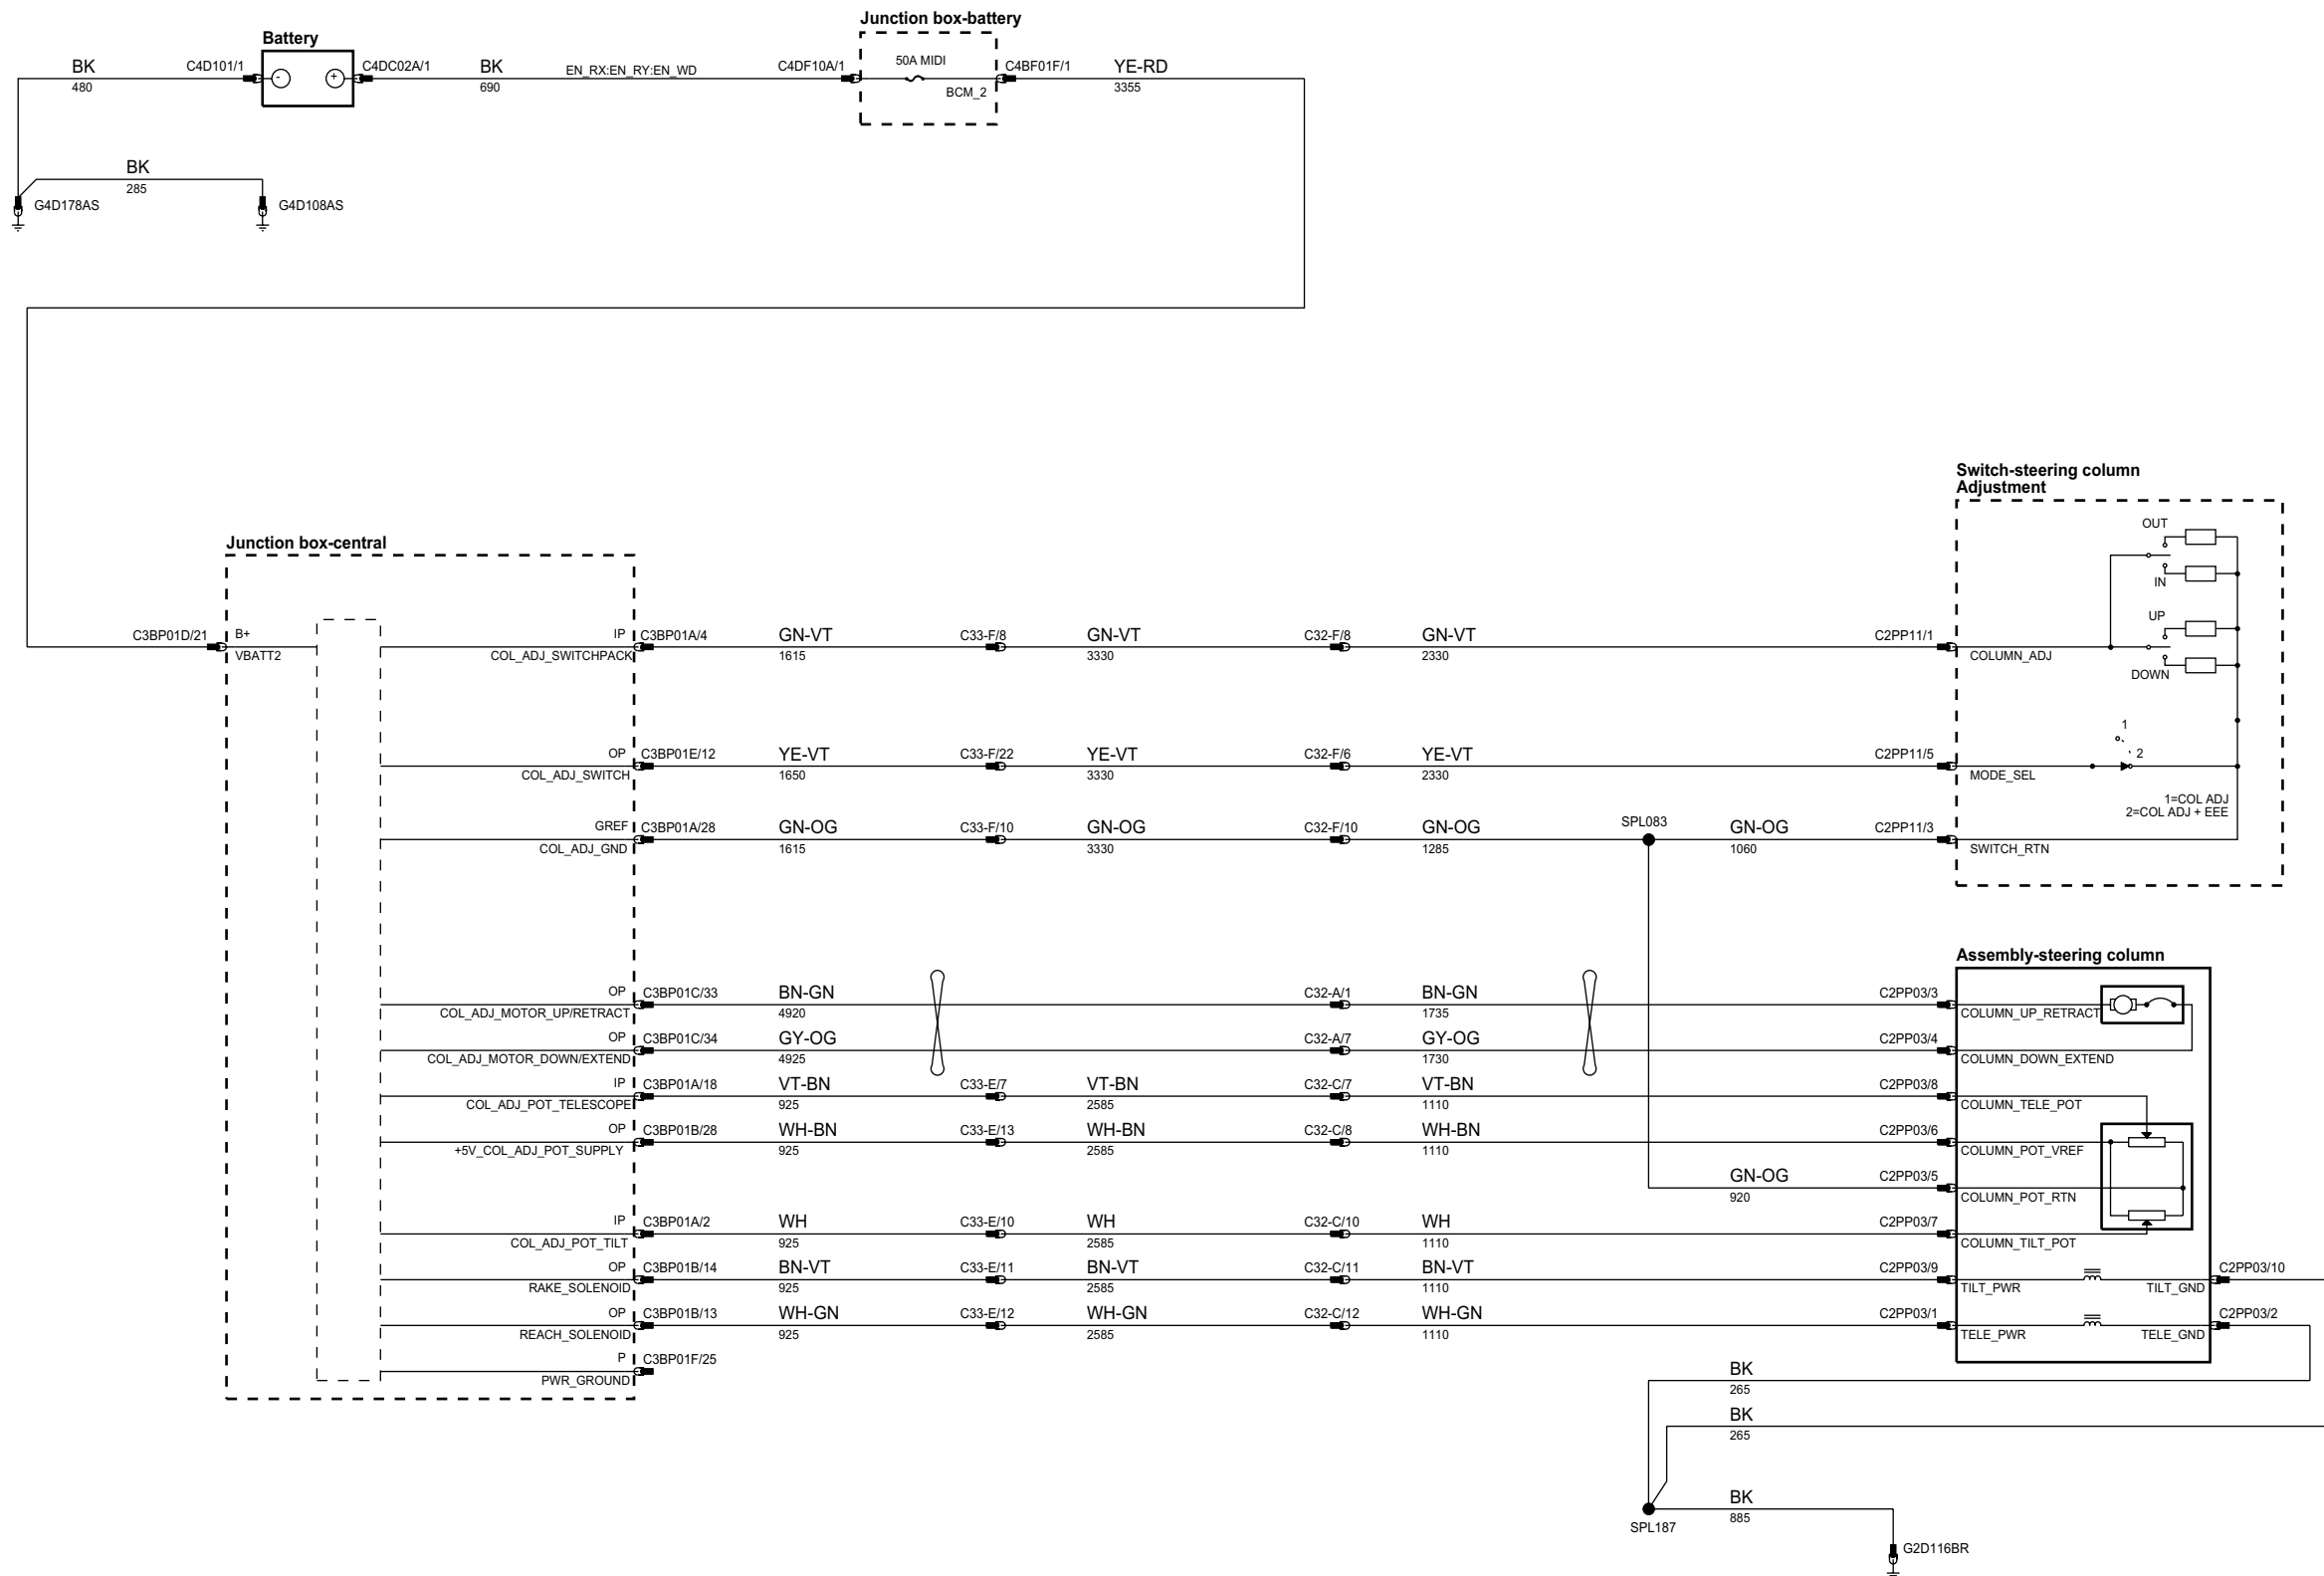 Junction box-battery
Battery
BK
480
C4D101/1
-
+
C4DC02A/1
BK
690
EN_RX:EN_RY:EN_WD
C4DF10A/1
50A MIDI
BCM_2
C4BF01F/1
YE-RD
3355
BK
285
G4D178AS
G4D108AS
Switch-steering column
Adjustment
OUT
IN
UP
DOWN
Junction box-central
C3BP01D/21
B+
VBATT2
IP
COL_ADJ_SWITCHPACK
C3BP01A/4
GN-VT
1615
C33-F/8
GN-VT
3330
C32-F/8
GN-VT
2330
C2PP11/1
COLUMN_ADJ
OP
COL_ADJ_SWITCH
C3BP01E/12
YE-VT
1650
C33-F/22
YE-VT
3330
C32-F/6
YE-VT
2330
C2PP11/5
MODE_SEL
1
2
1=COL ADJ
2=COL ADJ + EEE
GREF
COL_ADJ_GND
C3BP01A/28
GN-OG
1615
C33-F/10
GN-OG
3330
C32-F/10
GN-OG
1285
SPL083
GN-OG
1060
C2PP11/3
SWITCH_RTN
Assembly-steering column
OP
COL_ADJ_MOTOR_UP/RETRACT
C3BP01C/33
BN-GN
4920
C32-A/1
BN-GN
1735
C2PP03/3
COLUMN_UP_RETRACT
OP
COL_ADJ_MOTOR_DOWN/EXTEND
C3BP01C/34
GY-OG
4925
C32-A/7
GY-OG
1730
C2PP03/4
COLUMN_DOWN_EXTEND
IP
COL_ADJ_POT_TELESCOPE
C3BP01A/18
VT-BN
925
C33-E/7
VT-BN
2585
C32-C/7
VT-BN
1110
C2PP03/8
COLUMN_TELE_POT
OP
+5V_COL_ADJ_POT_SUPPLY
C3BP01B/28
WH-BN
925
C33-E/13
WH-BN
2585
C32-C/8
WH-BN
1110
C2PP03/6
COLUMN_POT_VREF
GN-OG
920
C2PP03/5
COLUMN_POT_RTN
IP
COL_ADJ_POT_TILT
C3BP01A/2
WH
925
C33-E/10
WH
2585
C32-C/10
WH
1110
C2PP03/7
COLUMN_TILT_POT
OP
RAKE_SOLENOID
C3BP01B/14
BN-VT
925
C33-E/11
BN-VT
2585
C32-C/11
BN-VT
1110
C2PP03/9
TILT_PWR
TILT_GND
C2PP03/10
OP
REACH_SOLENOID
C3BP01B/13
WH-GN
925
C33-E/12
WH-GN
2585
C32-C/12
WH-GN
1110
C2PP03/1
TELE_PWR
TELE_GND
C2PP03/2
P
PWR_GROUND
C3BP01F/25
BK
265
BK
265
BK
885
SPL187
G2D116BR